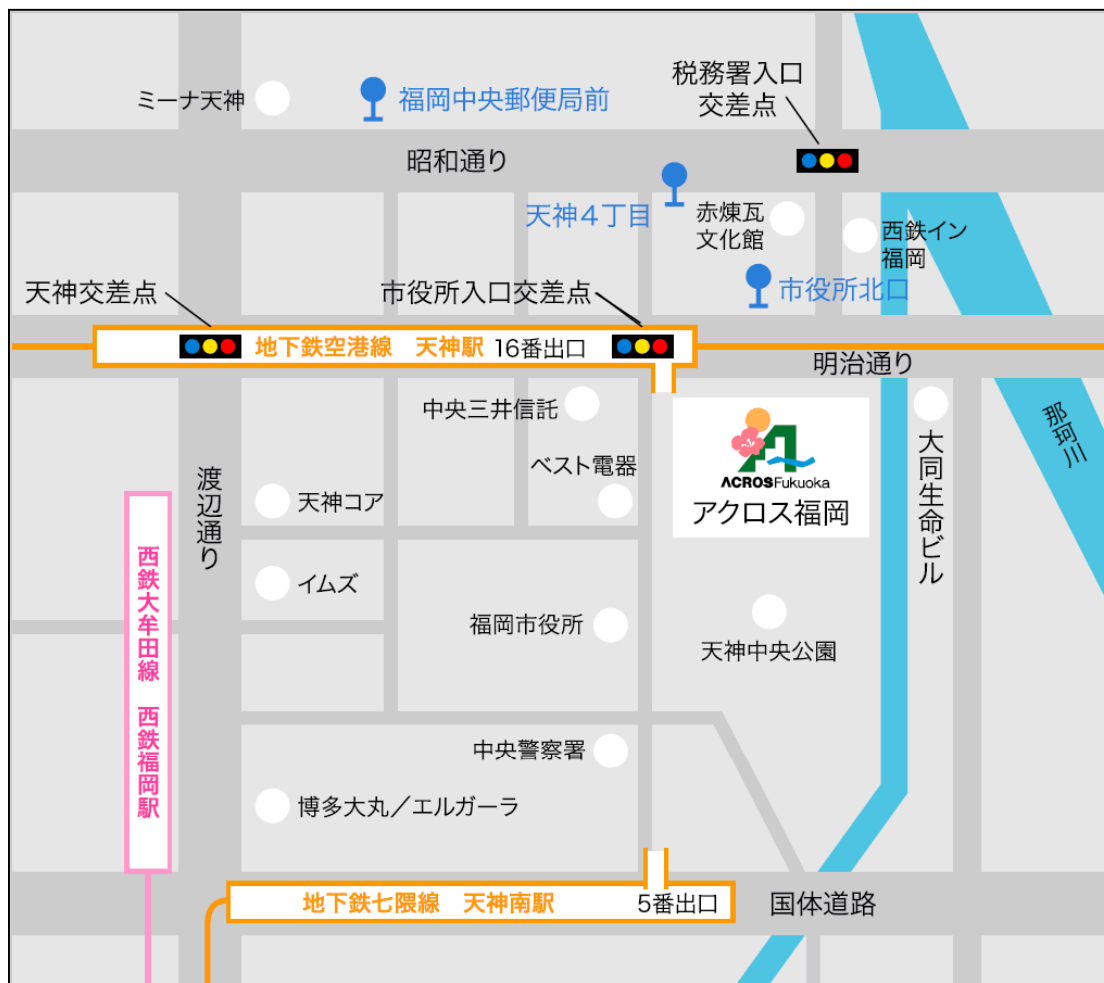 税務署入口
交差点
ミーナ天神
福岡中央郵便局前
昭和通り
天神4丁目
赤煉瓦
文化館
西鉄イン
福岡
市役所北口
天神交差点
市役所入口交差点
地下鉄空港線 天神駅 16番出口
明治通り
中央三井信託
ACROSFukuoka
アクロス福岡
那珂川
大同生命ビル
ベスト電器
渡辺通り
天神コア
イムズ
西鉄大牟田線 西鉄福岡駅
福岡市役所
天神中央公園
中央警察署
博多大丸/エルガーラ
地下鉄七隈線 天神南駅 5番出口
国体道路